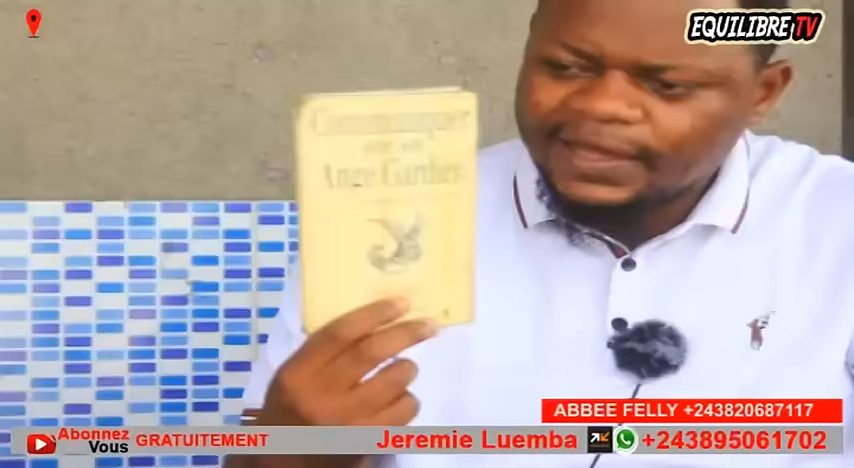 EQUILIBRE TV
Communiquer
avec son
Ange Gardien
ABBEE FELLY +243820687117
Abonnez
Vous
GRATUITEMENT
Jeremie Luemba
+243895061702